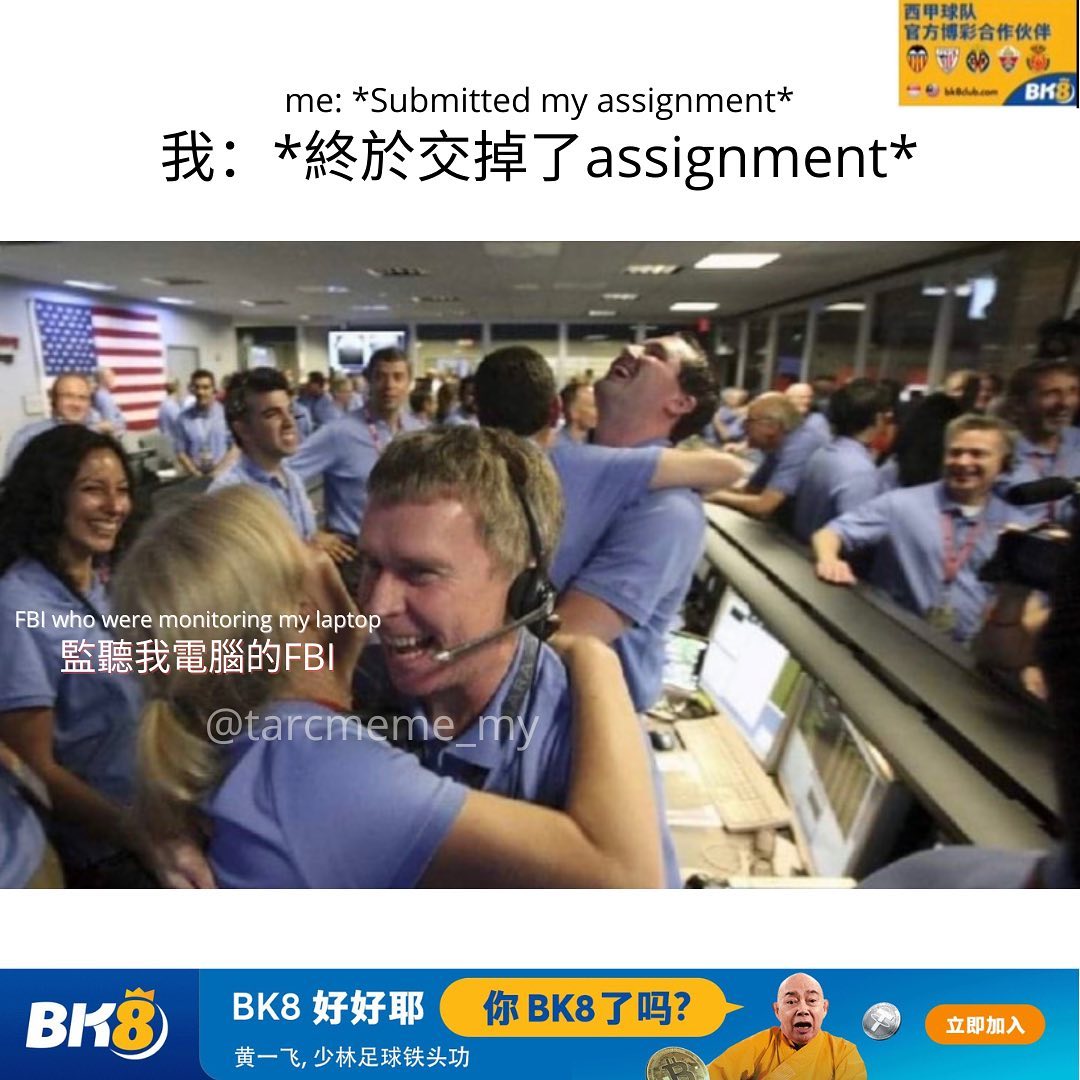 西甲球队
官方博彩合作伙伴
bk8club.com
BK8
me: *Submitted my assignment*
我：*終於交掉了assignment*
FBI who were monitoring my laptop
監聽我電腦的FBI
@tarcmeme_my
BK8
BK8 好好耶
你BK8了吗?
黄一飞, 少林足球铁头功
立即加入